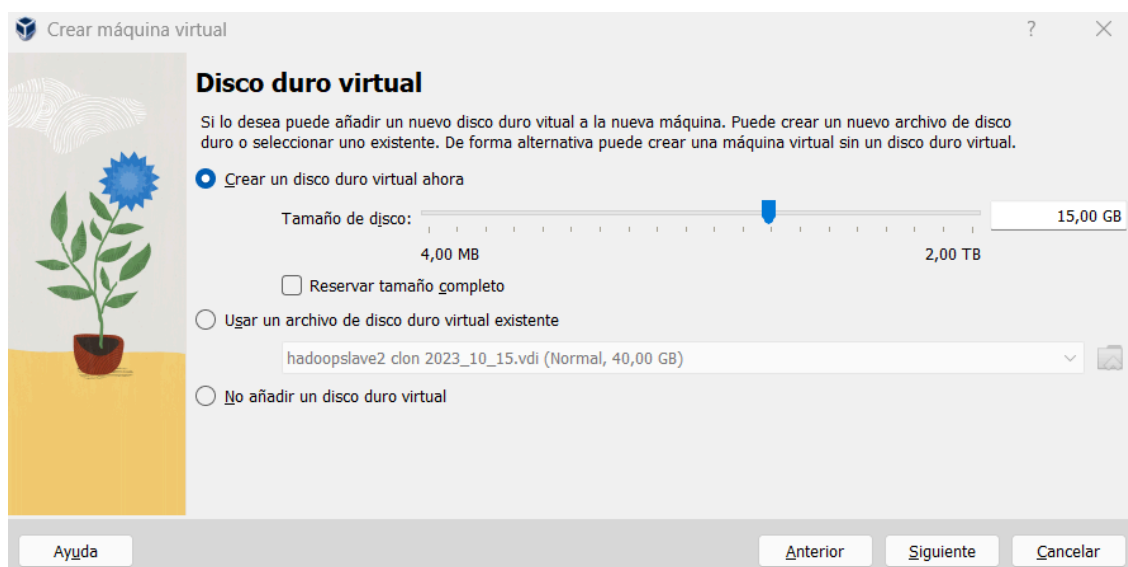 Crear máquina virtual
?
Disco duro virtual
Si lo desea puede añadir un nuevo disco duro vitual a la nueva máquina. Puede crear un nuevo archivo de disco
duro o seleccionar uno existente. De forma alternativa puede crear una máquina virtual sin un disco duro virtual.
Crear un disco duro virtual ahora
Tamaño de disco: 15,00 GB
4,00 MB 2,00 TB
Reservar tamaño completo
Usar un archivo de disco duro virtual existente
hadoopslave2 clon 2023_10_15.vdi (Normal, 40,00 GB)
No añadir un disco duro virtual
Ayuda Anterior Siguiente Cancelar